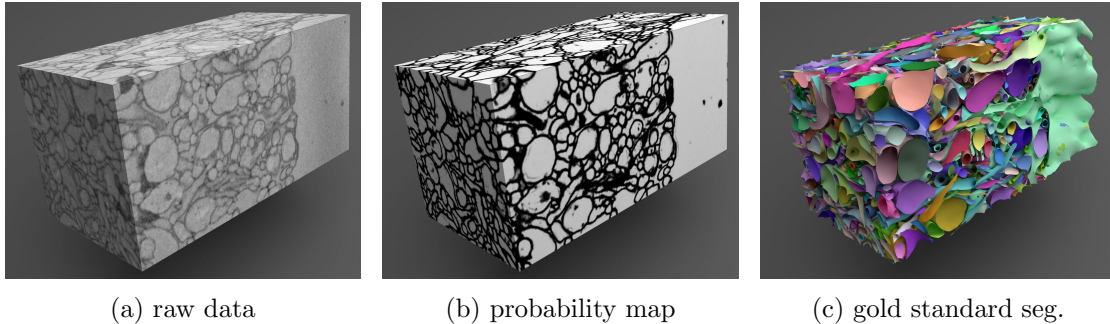 (a) raw data
(b) probability map
(c) gold standard seg.